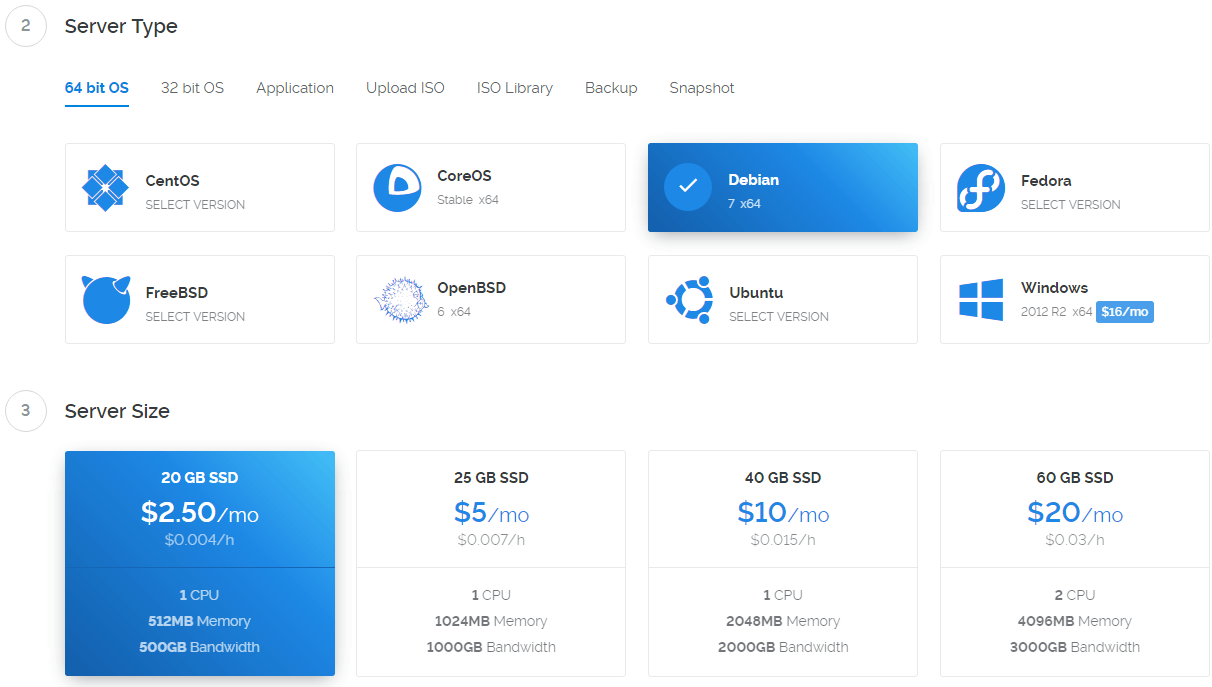 2 Server Type
64 bit OS 32 bit OS Application Upload ISO ISO Library Backup Snapshot
CentOS
SELECT VERSION
CoreOS
Stable x64
Debian
7 x64
Fedora
SELECT VERSION
FreeBSD
SELECT VERSION
OpenBSD
6 x64
Ubuntu
SELECT VERSION
Windows
2012 R2 x64 $16/mo
3 Server Size
20 GB SSD
$2.50/mo
$0.004/h
1 CPU
512MB Memory
500GB Bandwidth
25 GB SSD
$5/mo
$0.007/h
1 CPU
1024MB Memory
1000GB Bandwidth
40 GB SSD
$10/mo
$0.015/h
1 CPU
2048MB Memory
2000GB Bandwidth
60 GB SSD
$20/mo
$0.03/h
2 CPU
4096MB Memory
3000GB Bandwidth